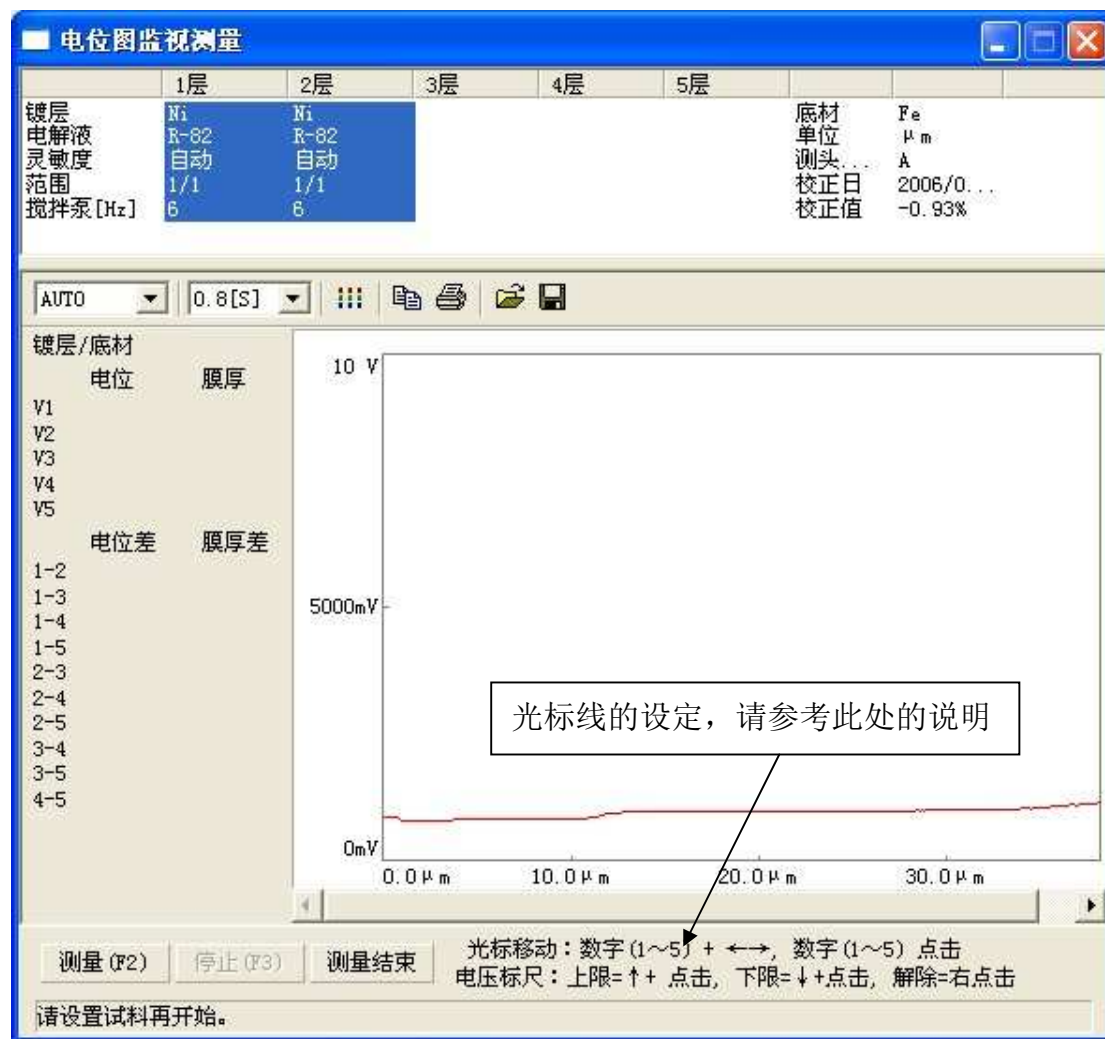 电位图监视测量
1层 2层 3层 4层 5层
镀层 Ni Ni 底材 Fe
电解液 R-82 R-82 单位 μm
灵敏度 自动 自动 测头... A
范围 1/1 1/1 校正日 2006/0...
搅拌泵[Hz] 6 6 校正值 -0.93%
AUTO 0.8[S]
镀层/底材
电位 膜厚
V1
V2
V3
V4
V5
电位差 膜厚差
1-2
1-3
1-4
1-5
2-3
2-4
2-5
3-4
3-5
4-5
10 V
5000mV
光标线的设定，请参考此处的说明
0mV
0.0μm 10.0μm 20.0μm 30.0μm
测量(F2) 停止(F3) 测量结束
光标移动：数字(1～5) + ←→, 数字(1～5) 点击
电压标尺：上限=↑+ 点击, 下限=↓+点击, 解除=右点击
请设置试料再开始。